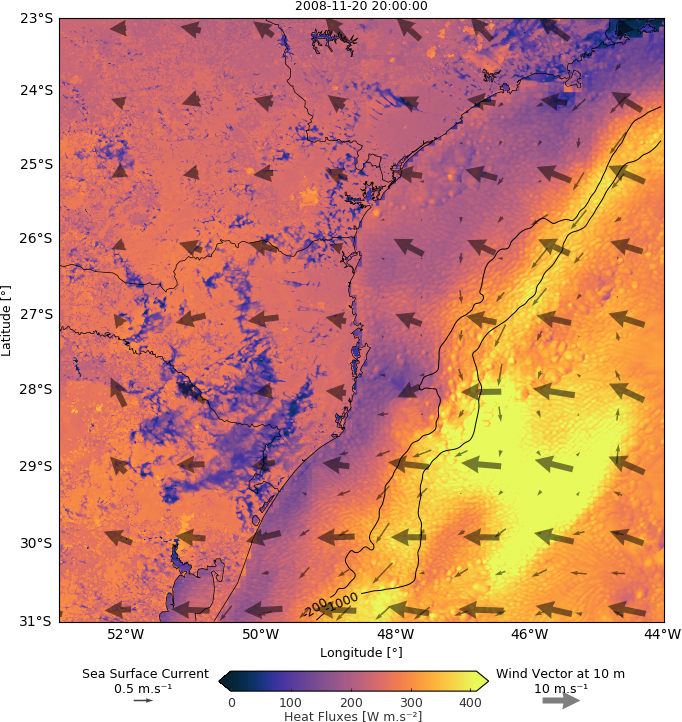 2008-11-20 20:00:00
23°S
24°S
25°S
26°S
27°S
28°S
29°S
30°S
31°S
Latitude [°]
-200
-1000
52°W 50°W 48°W 46°W 44°W
Longitude [°]
Sea Surface Current
0.5 m.s⁻¹
Wind Vector at 10 m
10 m.s⁻¹
0 100 200 300 400
Heat Fluxes [W m.s⁻²]